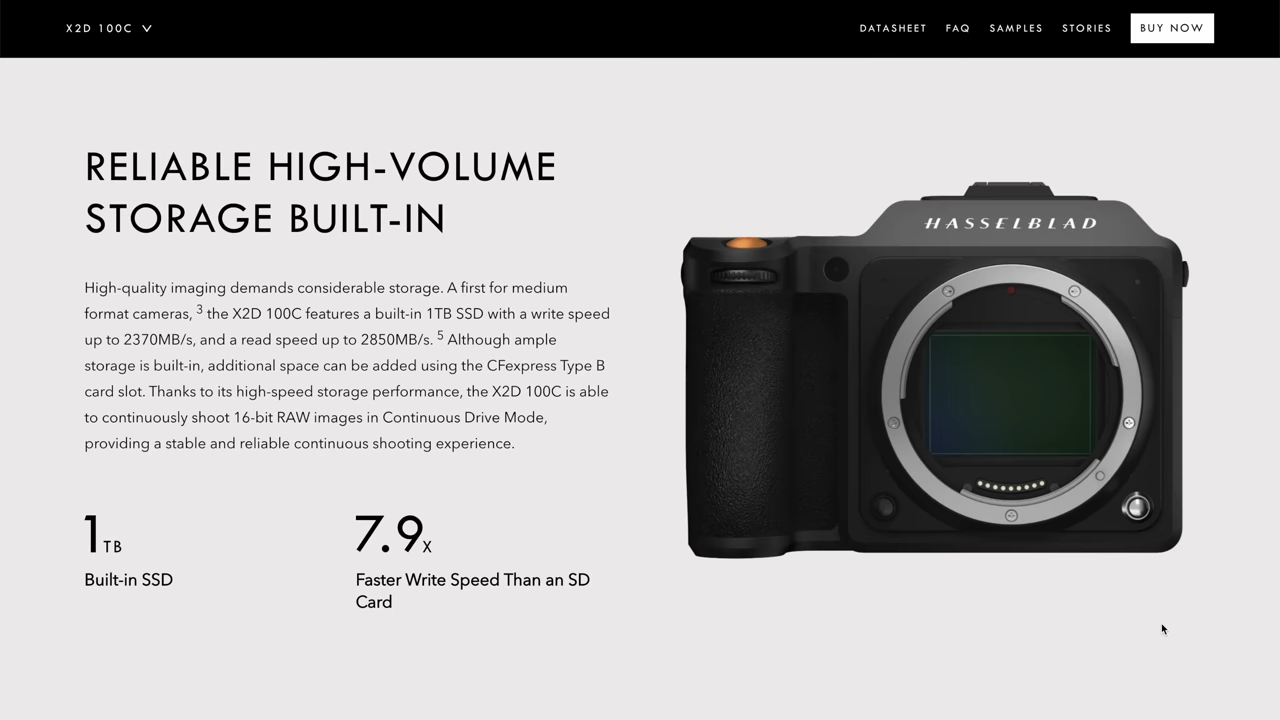 X2D 100C
DATASHEET FAQ SAMPLES STORIES BUY NOW
RELIABLE HIGH-VOLUME
STORAGE BUILT-IN
High-quality imaging demands considerable storage. A first for medium
format cameras, 3 the X2D 100C features a built-in 1TB SSD with a write speed
up to 2370MB/s, and a read speed up to 2850MB/s. 5 Although ample
storage is built-in, additional space can be added using the CFexpress Type B
card slot. Thanks to its high-speed storage performance, the X2D 100C is able
to continuously shoot 16-bit RAW images in Continuous Drive Mode,
providing a stable and reliable continuous shooting experience.
1TB
Built-in SSD
7.9X
Faster Write Speed Than an SD
Card
HASSELBLAD